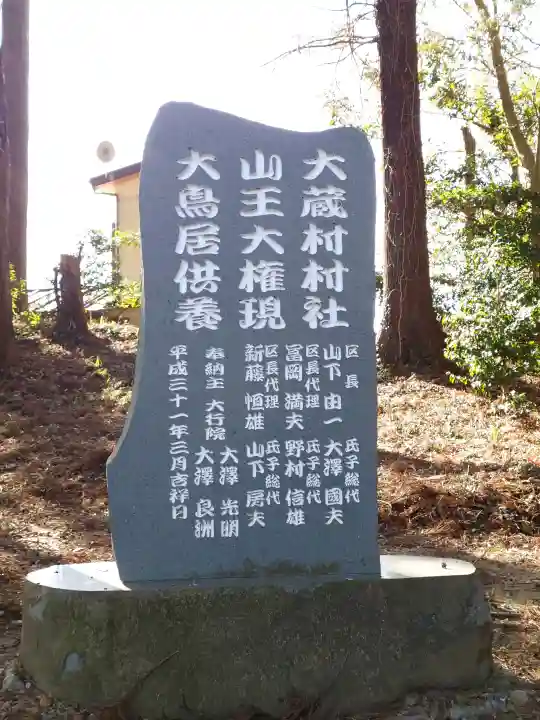 大蔵村村社
山王大権現
大鳥居供養
区長 氏子総代
山下由一 大澤國夫
区長代理 氏子総代
冨岡満夫 野村信雄
区長代理 氏子総代
新藤恒雄 山下房夫
奉納主 大行院 大澤光明
大澤良洲
平成三十一年三月吉祥日